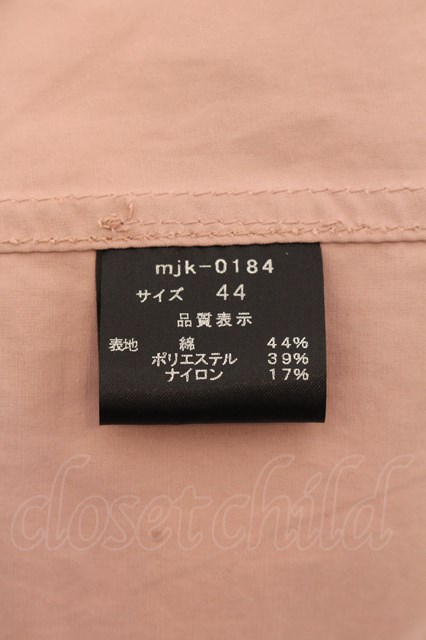 mjk-0184
サイズ 44
品質表示
表地 綿 44%
ポリエステル 39%
ナイロン 17%
closet child